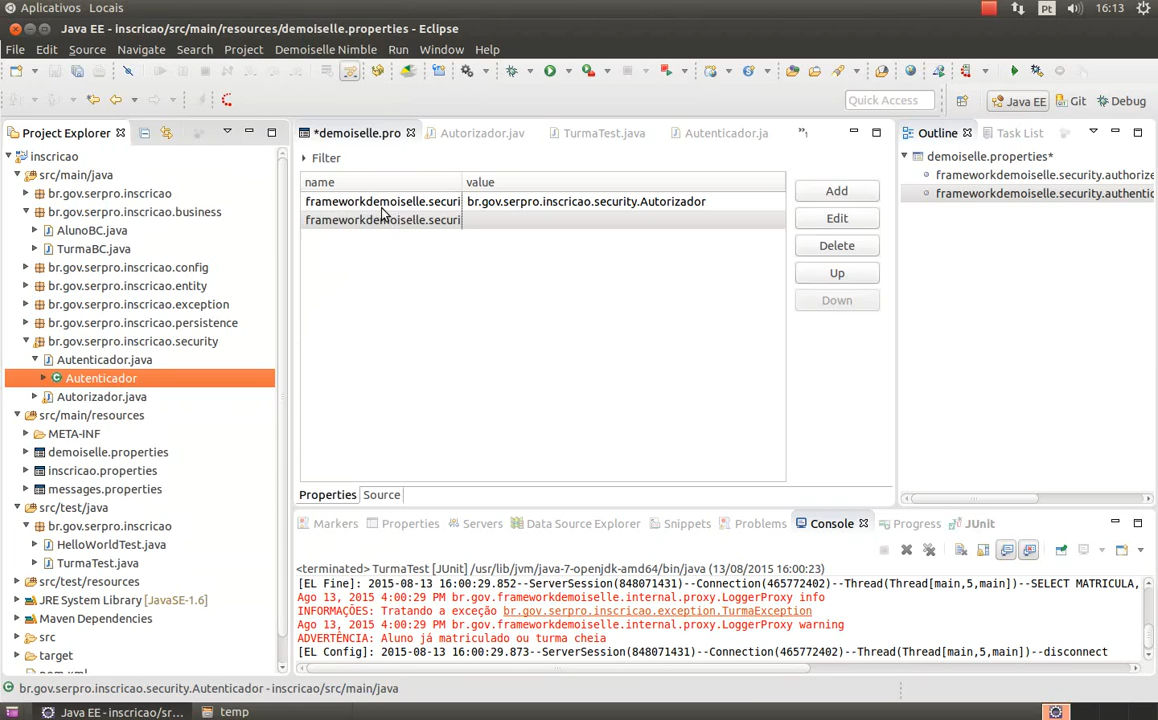 Aplicativos Locais
Pt
16:13
Java EE - inscricao/src/main/resources/demoiselle.properties - Eclipse
File Edit Source Navigate Search Project Demoiselle Nimble Run Window Help
Quick Access
Java EE
Git
Debug
Project Explorer
inscricao
src/main/java
br.gov.serpro.inscricao
br.gov.serpro.inscricao.business
AlunoBC.java
TurmaBC.java
br.gov.serpro.inscricao.config
br.gov.serpro.inscricao.entity
br.gov.serpro.inscricao.exception
br.gov.serpro.inscricao.persistence
br.gov.serpro.inscricao.security
Autenticador.java
Autenticador
Autorizador.java
src/main/resources
META-INF
demoiselle.properties
inscricao.properties
messages.properties
src/test/java
br.gov.serpro.inscricao
HelloWorldTest.java
TurmaTest.java
src/test/resources
JRE System Library [JavaSE-1.6]
Maven Dependencies
src
target
*demoiselle.pro
Autorizador.jav
TurmaTest.java
Autenticador.ja
Filter
name value
frameworkdemoiselle.securi br.gov.serpro.inscricao.security.Autorizador
frameworkdemoiselle.securi
Add
Edit
Delete
Up
Down
Properties Source
Outline
Task List
demoiselle.properties*
frameworkdemoiselle.security.authorize
frameworkdemoiselle.security.authentic
Markers Properties Servers Data Source Explorer Snippets Problems Console Progress JUnit
<terminated> TurmaTest [JUnit] /usr/lib/jvm/java-7-openjdk-amd64/bin/java (13/08/2015 16:00:23)
[EL Fine]: 2015-08-13 16:00:29.852--ServerSession(848071431)--Connection(465772402)--Thread(Thread[main,5,main])--SELECT MATRICULA,
Ago 13, 2015 4:00:29 PM br.gov.frameworkdemoiselle.internal.proxy.LoggerProxy info
INFORMAÇÕES: Tratando a exceção br.gov.serpro.inscricao.exception.TurmaException
Ago 13, 2015 4:00:29 PM br.gov.frameworkdemoiselle.internal.proxy.LoggerProxy warning
ADVERTÊNCIA: Aluno já matriculado ou turma cheia
[EL Config]: 2015-08-13 16:00:29.873--ServerSession(848071431)--Connection(465772402)--Thread(Thread[main,5,main])--disconnect
br.gov.serpro.inscricao.security.Autenticador - inscricao/src/main/java
Java EE - inscricao/sr...
temp